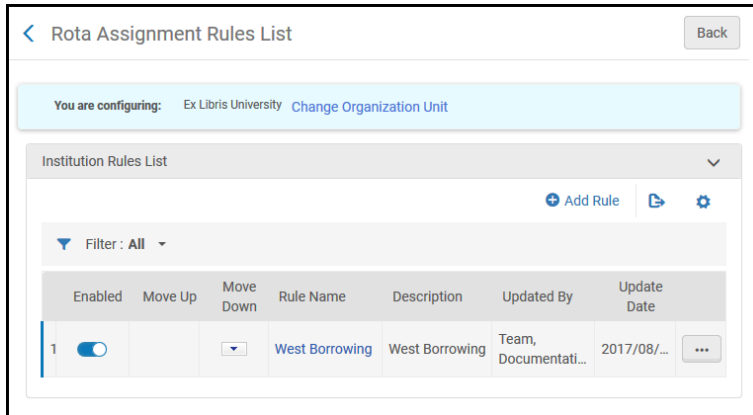 Rota Assignment Rules List
Back
You are configuring: Ex Libris University Change Organization Unit
Institution Rules List
Add Rule
Filter : All
Enabled Move Up Move Down Rule Name Description Updated By Update Date
1 West Borrowing West Borrowing Team, Documentati... 2017/08/... ...